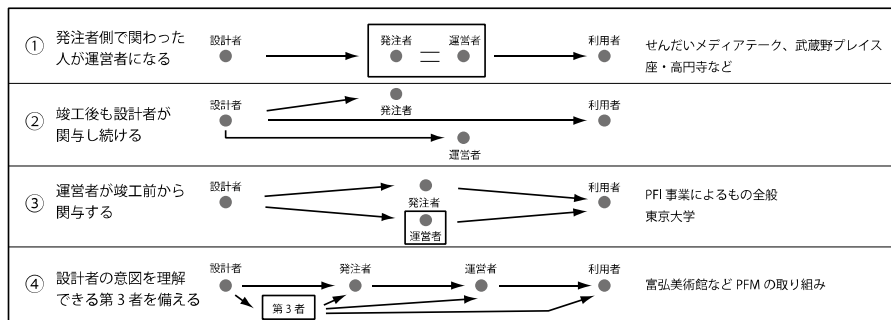 ① 発注者側で関わった
人が運営者になる
設計者
発注者
=
運営者
利用者
せんだいメディアテーク、武蔵野プレイス
座・高円寺など
② 竣工後も設計者が
関与し続ける
設計者
発注者
運営者
利用者
③ 運営者が竣工前から
関与する
設計者
発注者
運営者
利用者
PFI 事業によるもの全般
東京大学
④ 設計者の意図を理解
できる第 3 者を備える
設計者
第 3 者
発注者
運営者
利用者
富弘美術館など PFM の取り組み